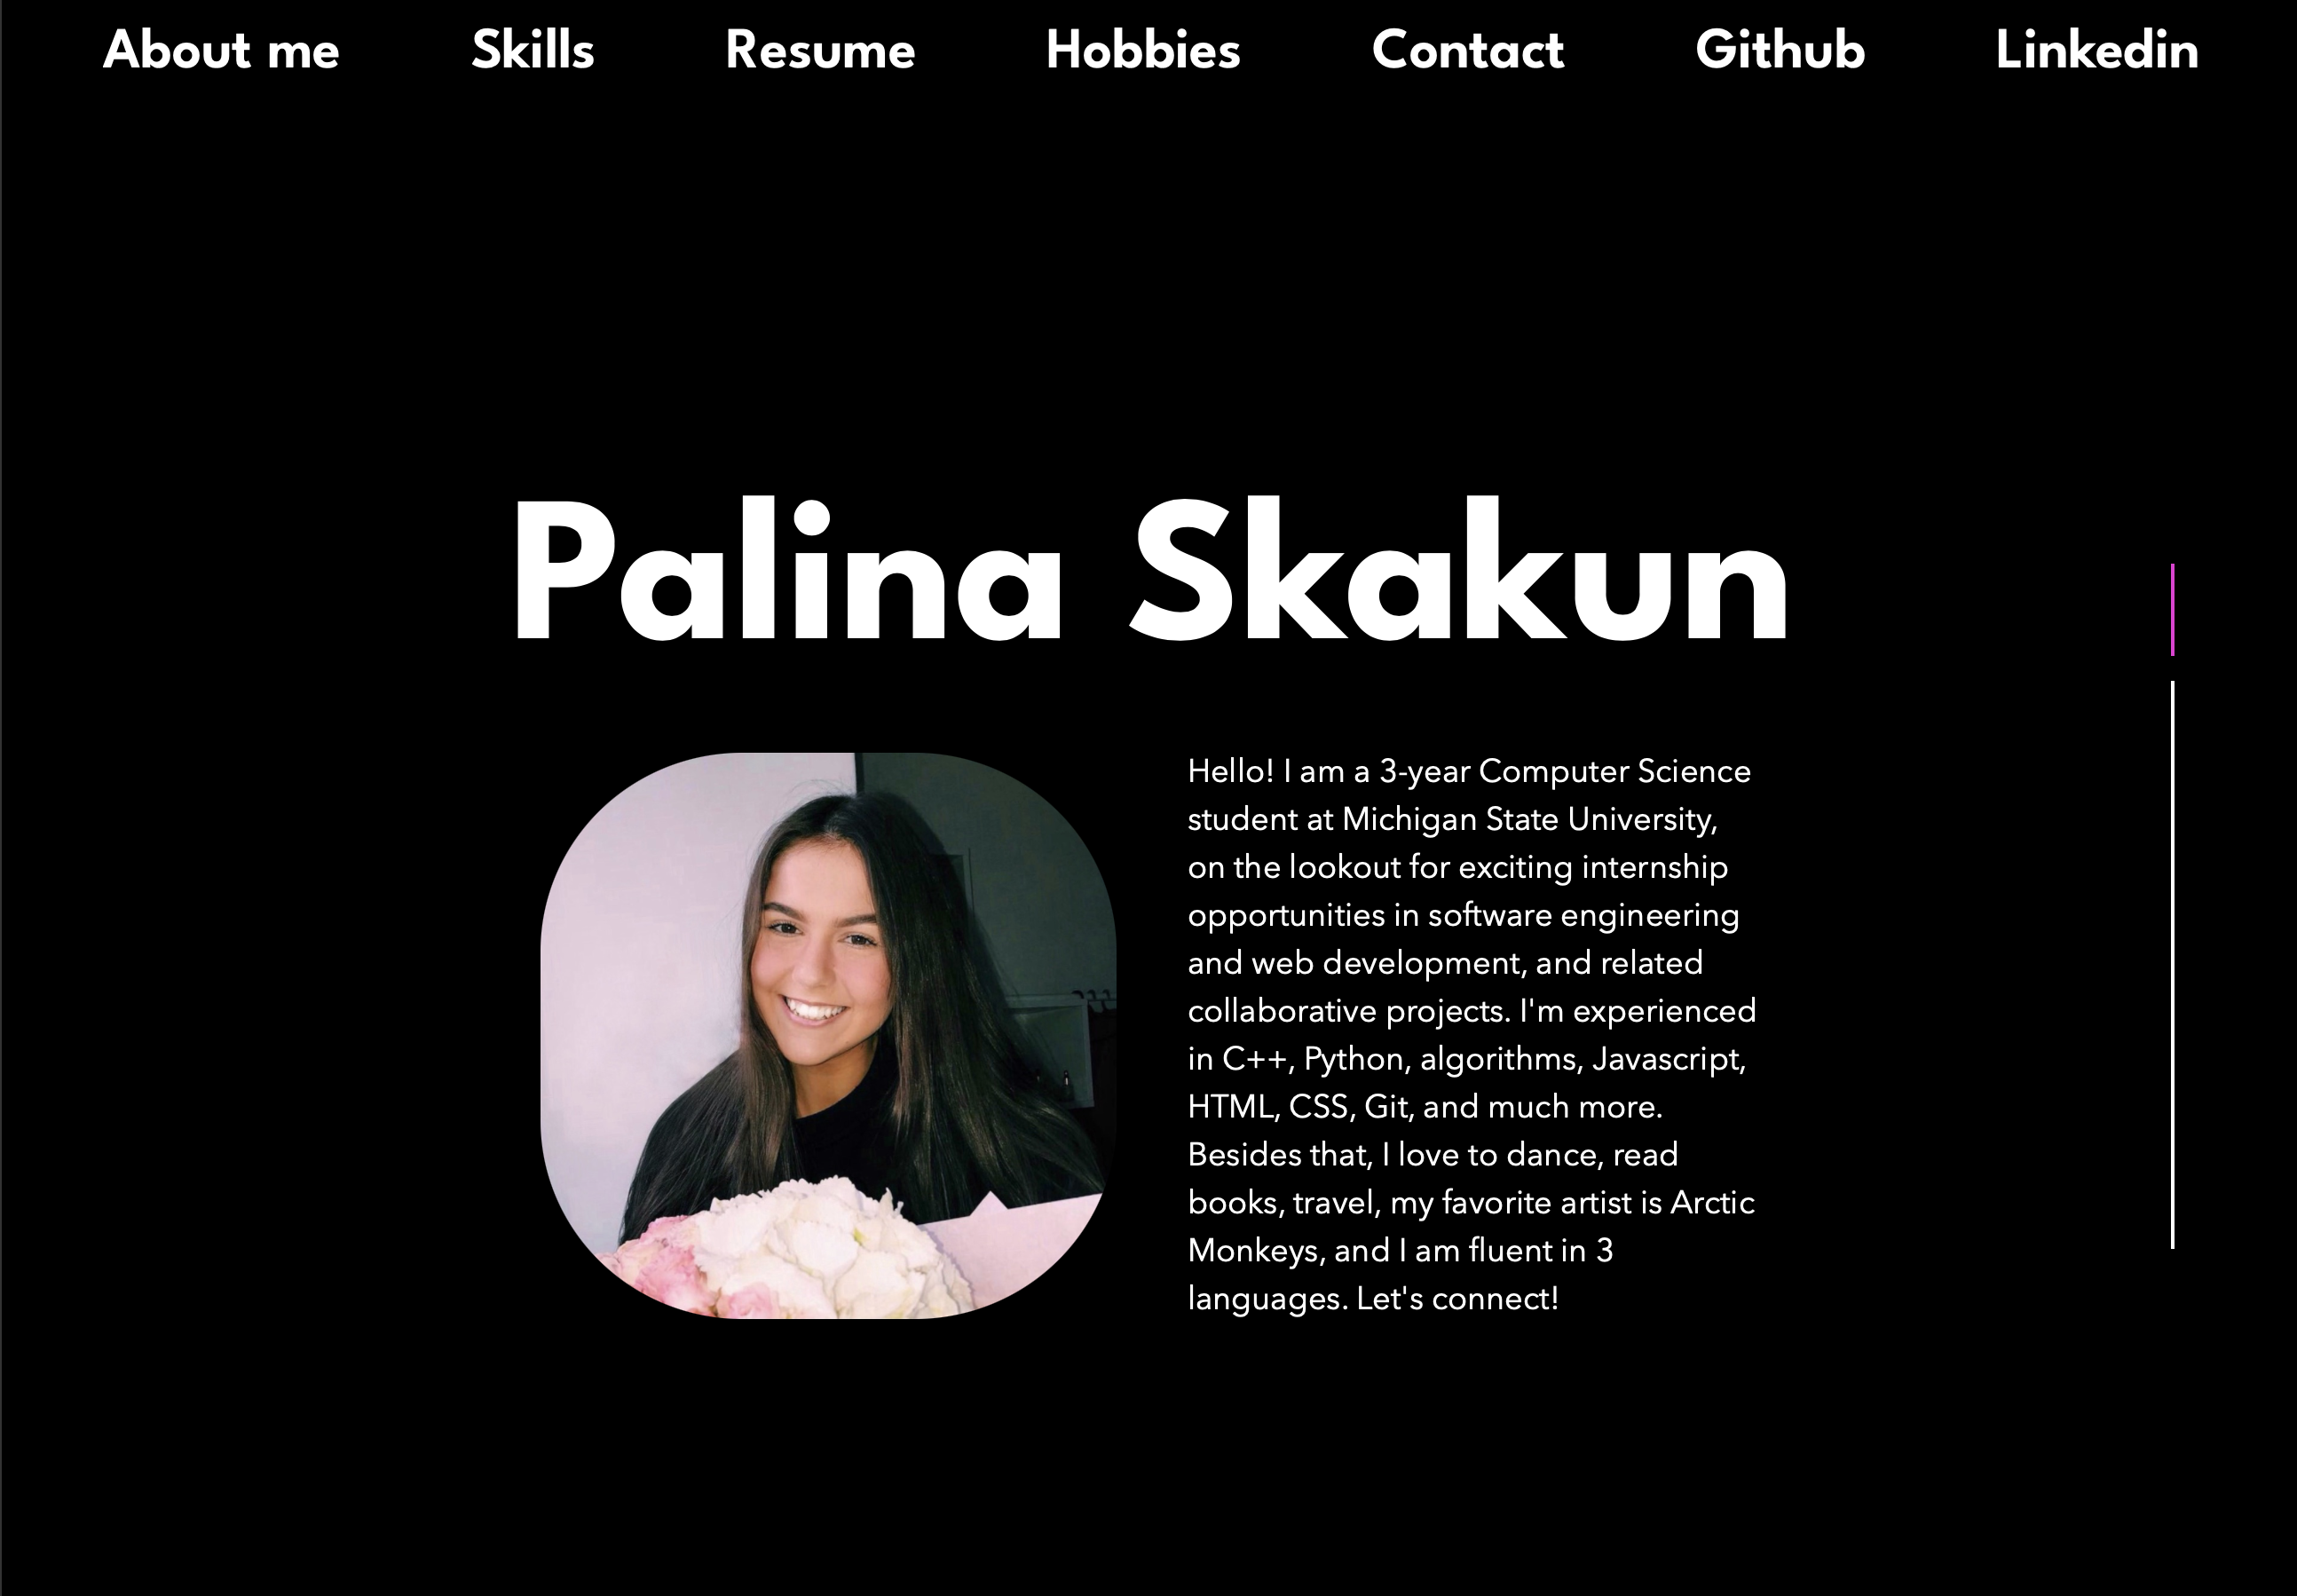 About me Skills Resume Hobbies Contact Github Linkedin
Palina Skakun
Hello! I am a 3-year Computer Science
student at Michigan State University,
on the lookout for exciting internship
opportunities in software engineering
and web development, and related
collaborative projects. I'm experienced
in C++, Python, algorithms, Javascript,
HTML, CSS, Git, and much more.
Besides that, I love to dance, read
books, travel, my favorite artist is Arctic
Monkeys, and I am fluent in 3
languages. Let's connect!